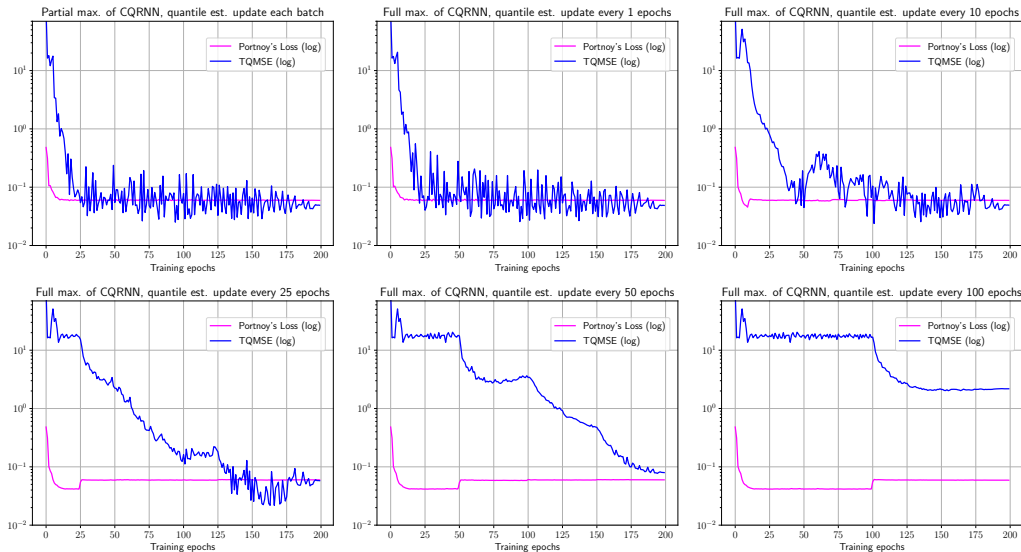 Partial max. of CQRNN, quantile est. update each batch
Portnoy's Loss (log)
TQMSE (log)
10¹
10⁰
10⁻¹
10⁻²
0 25 50 75 100 125 150 175 200
Training epochs
Full max. of CQRNN, quantile est. update every 1 epochs
Portnoy's Loss (log)
TQMSE (log)
10¹
10⁰
10⁻¹
10⁻²
0 25 50 75 100 125 150 175 200
Training epochs
Full max. of CQRNN, quantile est. update every 10 epochs
Portnoy's Loss (log)
TQMSE (log)
10¹
10⁰
10⁻¹
10⁻²
0 25 50 75 100 125 150 175 200
Training epochs
Full max. of CQRNN, quantile est. update every 25 epochs
Portnoy's Loss (log)
TQMSE (log)
10¹
10⁰
10⁻¹
10⁻²
0 25 50 75 100 125 150 175 200
Training epochs
Full max. of CQRNN, quantile est. update every 50 epochs
Portnoy's Loss (log)
TQMSE (log)
10¹
10⁰
10⁻¹
10⁻²
0 25 50 75 100 125 150 175 200
Training epochs
Full max. of CQRNN, quantile est. update every 100 epochs
Portnoy's Loss (log)
TQMSE (log)
10¹
10⁰
10⁻¹
10⁻²
0 25 50 75 100 125 150 175 200
Training epochs